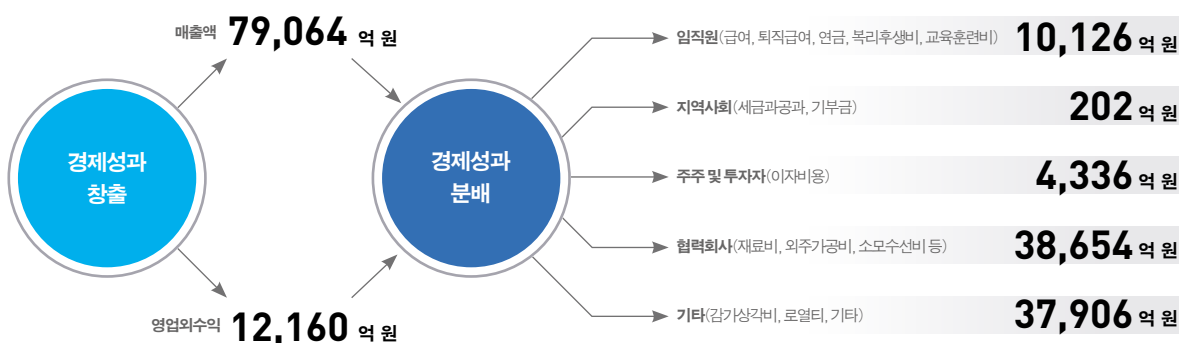 매출액 79,064 억 원
경제성과
창출
영업외수익 12,160 억 원
경제성과
분배
임직원(급여, 퇴직급여, 연금, 복리후생비, 교육훈련비) 10,126 억 원
지역사회(세금과공과, 기부금) 202 억 원
주주 및 투자자(이자비용) 4,336 억 원
협력회사(재료비, 외주가공비, 소모수선비 등) 38,654 억 원
기타(감가상각비, 로열티, 기타) 37,906 억 원